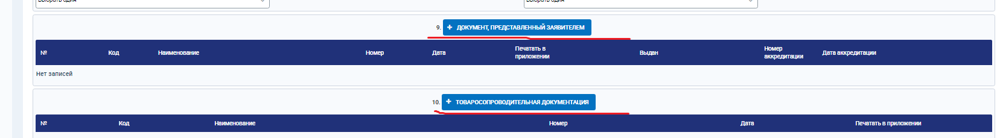 Выбрать один
Выбрать один
9. + ДОКУМЕНТ, ПРЕДСТАВЛЕННЫЙ ЗАЯВИТЕЛЕМ
№ Код Наименование Номер Дата Печатать в приложении Выдан Номер аккредитации Дата аккредитации
Нет записей
10. + ТОВАРОСОПРОВОДИТЕЛЬНАЯ ДОКУМЕНТАЦИЯ
№ Код Наименование Номер Дата Печатать в приложении